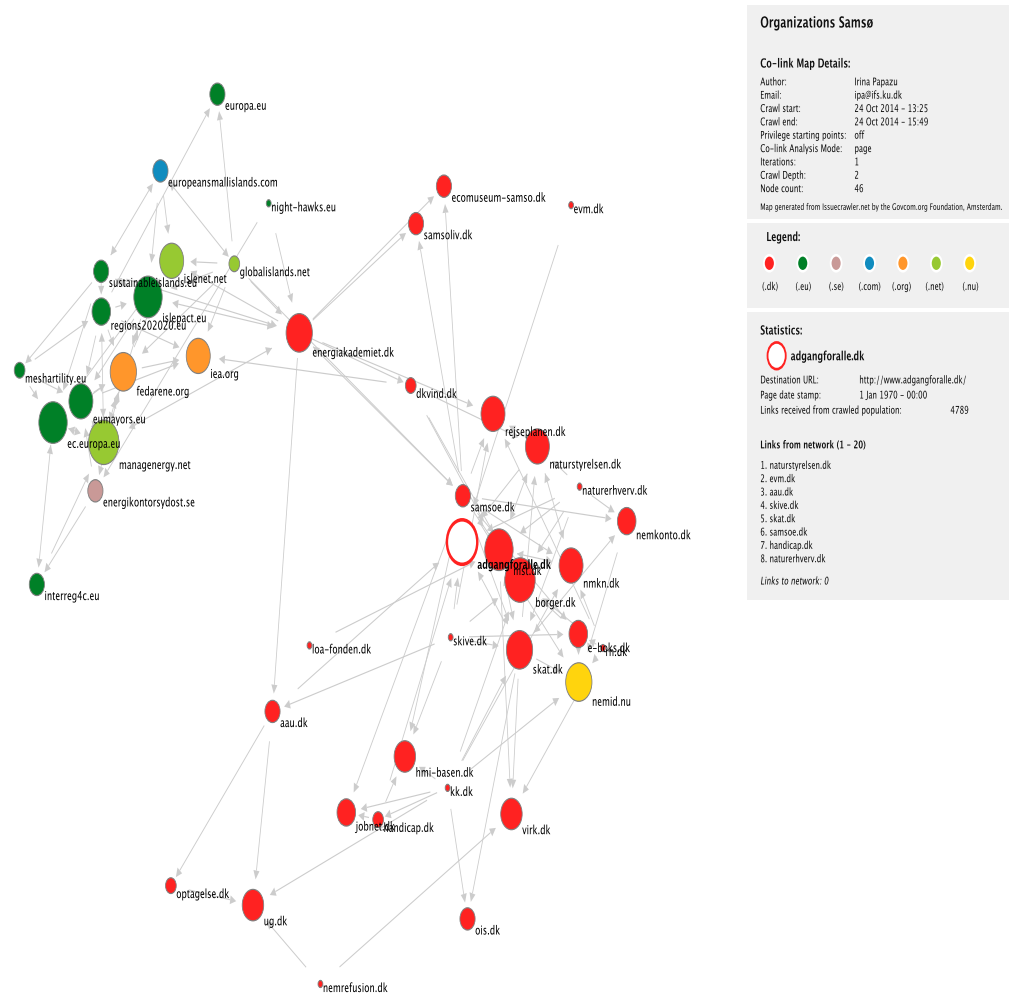 Organizations Samsø
Co-link Map Details:
Author: Irina Papazu
Email: ipa@ifs.ku.dk
Crawl start: 24 Oct 2014 – 13:25
Crawl end: 24 Oct 2014 – 15:49
Privilege starting points: off
Co-link Analysis Mode: page
Iterations: 1
Crawl Depth: 2
Node count: 46
Map generated from Issuecrawler.net by the Govcom.org Foundation, Amsterdam.
Legend:
(.dk) (.eu) (.se) (.com) (.org) (.net) (.nu)
Statistics:
adgangforalle.dk
Destination URL: http://www.adgangforalle.dk/
Page date stamp: 1 Jan 1970 – 00:00
Links received from crawled population: 4789
Links from network (1 – 20)
1. naturstyrelsen.dk
2. evm.dk
3. aau.dk
4. skive.dk
5. skat.dk
6. samsoe.dk
7. handicap.dk
8. naturerhverv.dk
Links to network: 0
europa.eu
europeansmallislands.com
night-hawks.eu
ecomuseum-samso.dk
evm.dk
samsoliv.dk
globalislands.net
islenet.net
sustainableislands.eu
islepact.eu
regions202020.eu
energiakademiet.dk
iea.org
meshartility.eu
fedarene.org
dkvind.dk
eumayors.eu
rejseplanen.dk
ec.europa.eu
managenergy.net
naturstyrelsen.dk
naturerhverv.dk
energikontorsydost.se
samsoe.dk
nemkonto.dk
adgangforalle.dk
nmkn.dk
borger.dk
interreg4c.eu
skive.dk
loa-fonden.dk
e-boks.dk
skat.dk
nemid.nu
aau.dk
hmi-basen.dk
kk.dk
jobnet.dk
handicap.dk
virk.dk
optagelse.dk
ug.dk
ois.dk
nemrefusion.dk